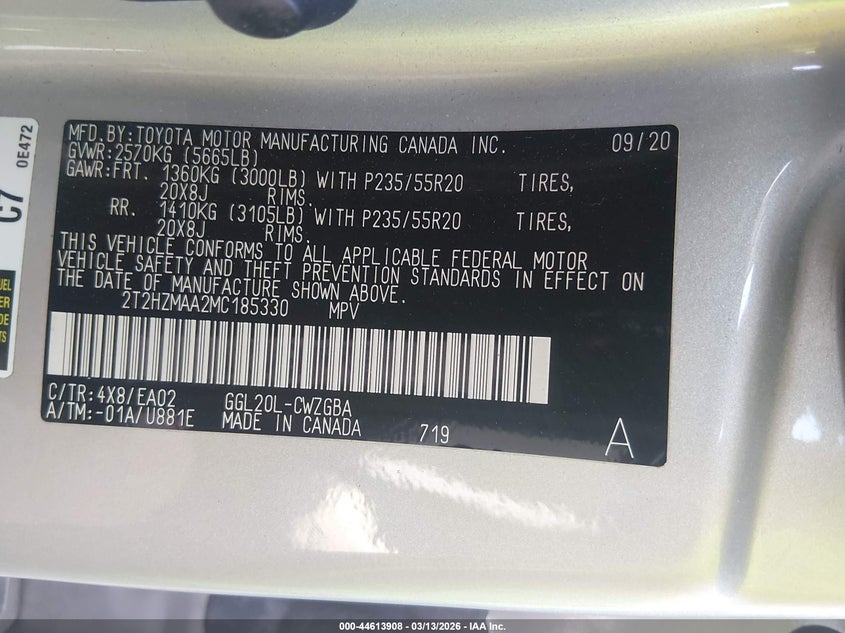 MFD.BY:TOYOTA MOTOR MANUFACTURING CANADA INC. 09/20
GVWR:2570KG (5665LB)
GAWR:FRT. 1360KG (3000LB) WITH P235/55R20 TIRES,
20X8J RIMS.
RR. 1410KG (3105LB) WITH P235/55R20 TIRES,
20X8J RIMS.
THIS VEHICLE CONFORMS TO ALL APPLICABLE FEDERAL MOTOR
VEHICLE SAFETY AND THEFT PREVENTION STANDARDS IN EFFECT ON
THE DATE OF MANUFACTURE SHOWN ABOVE.
2T2HZMAA2MC185330 MPV
C/TR:4X8/EA02 GGL20L-CWZGBA
A/TM:-01A/U881E MADE IN CANADA 719 A
C7
0E472
000-44613908 - 03/13/2026 - IAA Inc.